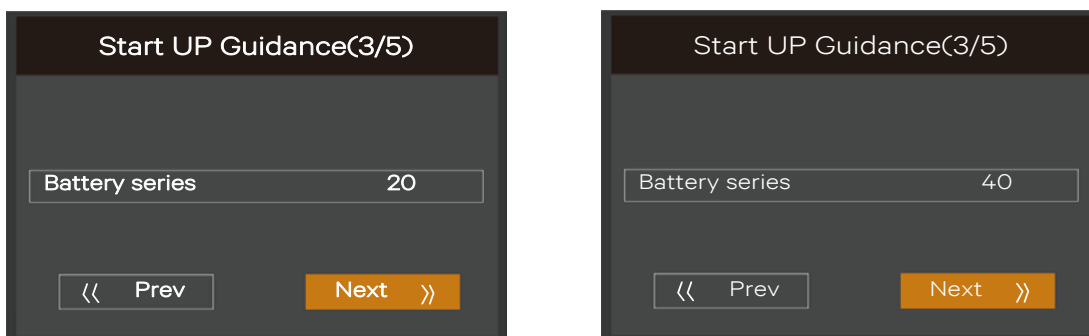 Start UP Guidance(3/5)
Battery series 20
⟨⟨ Prev Next ⟩⟩
Start UP Guidance(3/5)
Battery series 40
⟨⟨ Prev Next ⟩⟩